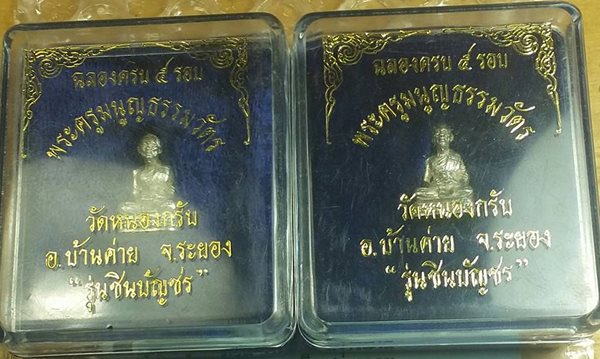 ฉลองครบ ๕ รอบ
พระครูมนูญธรรมวัตร
วัดหนองกรับ
อ.บ้านค่าย จ.ระยอง
"รุ่นชินบัญชร"
ฉลองครบ ๕ รอบ
พระครูมนูญธรรมวัตร
วัดหนองกรับ
อ.บ้านค่าย จ.ระยอง
"รุ่นชินบัญชร"